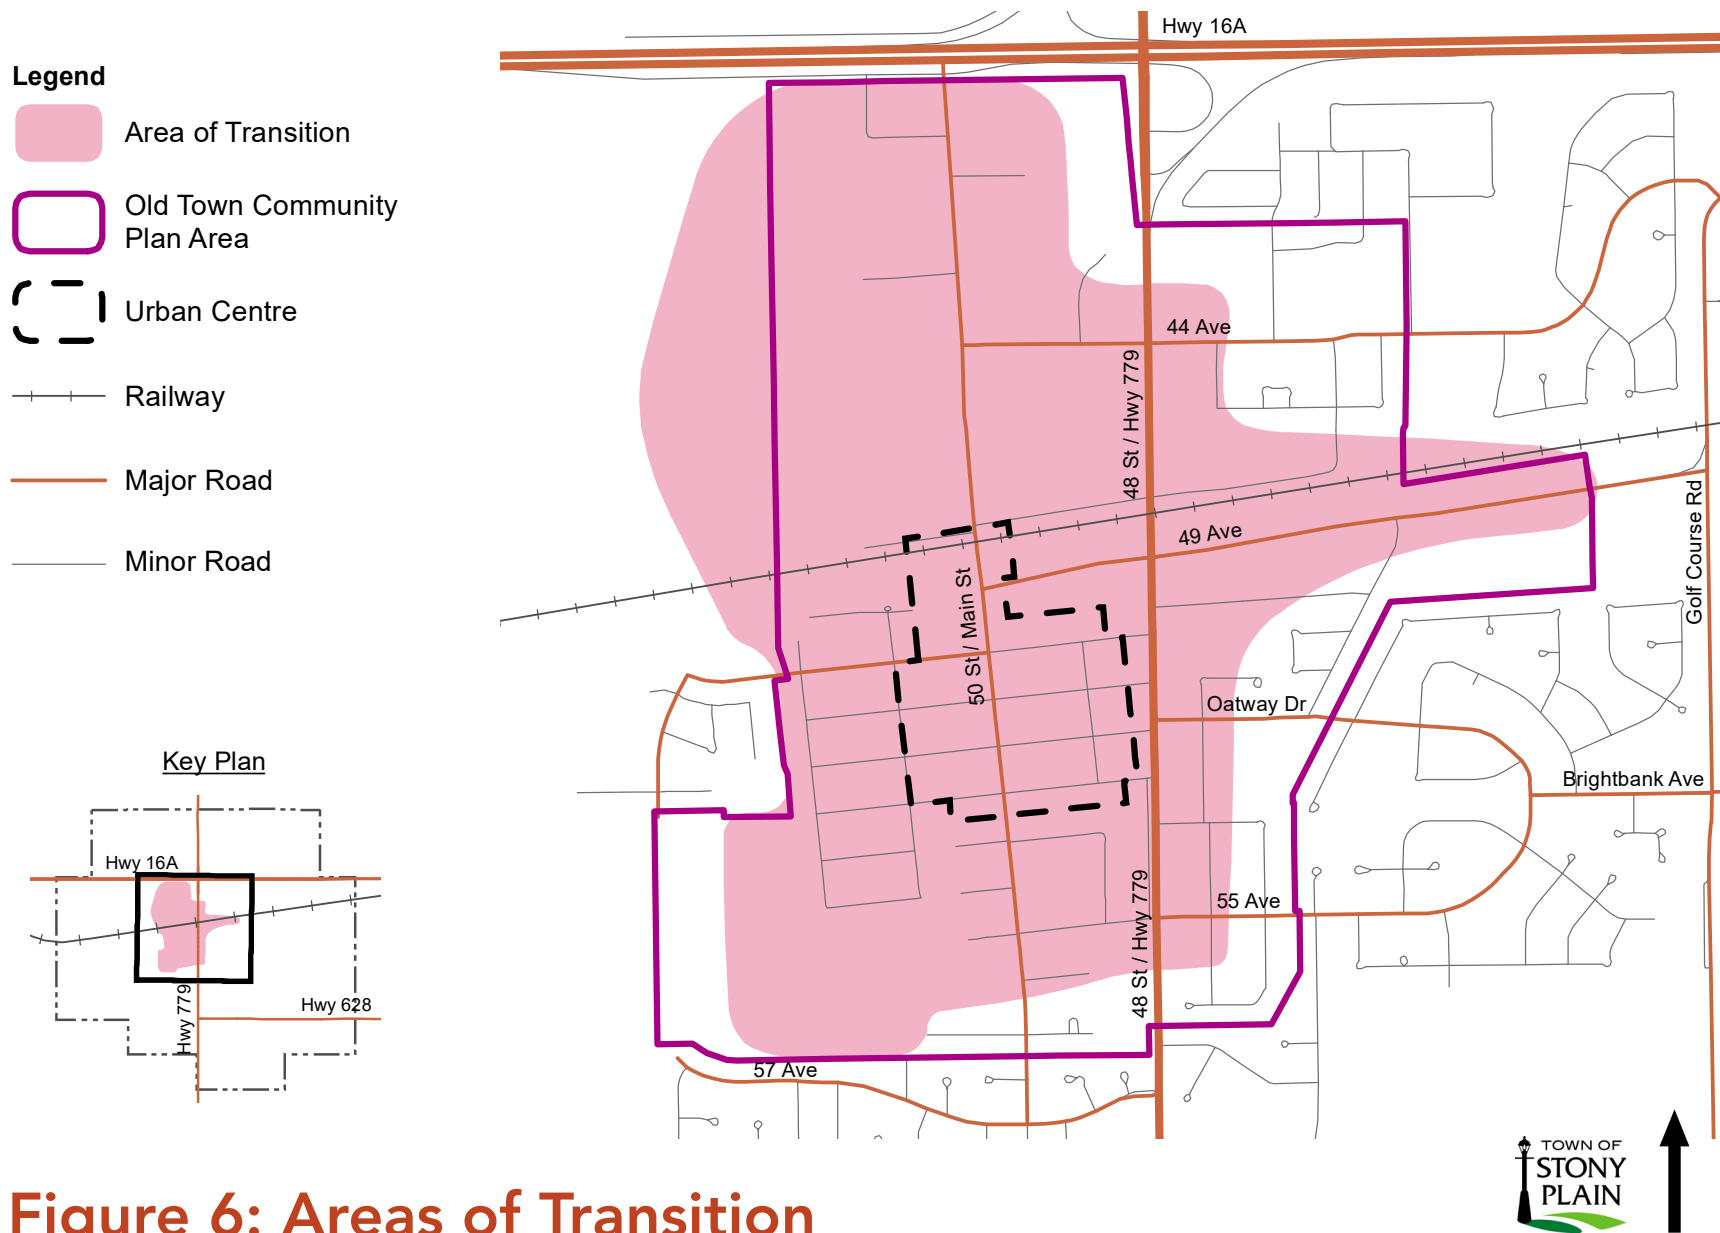 Legend
Area of Transition
Old Town Community
Plan Area
Urban Centre
Railway
Major Road
Minor Road
Key Plan
Hwy 16A
Hwy 779
Hwy 628
Hwy 16A
44 Ave
48 St / Hwy 779
49 Ave
50 St / Main St
Golf Course Rd
Oatway Dr
Brightbank Ave
55 Ave
48 St / Hwy 779
57 Ave
TOWN OF
STONY
PLAIN
Figure 6: Areas of Transition